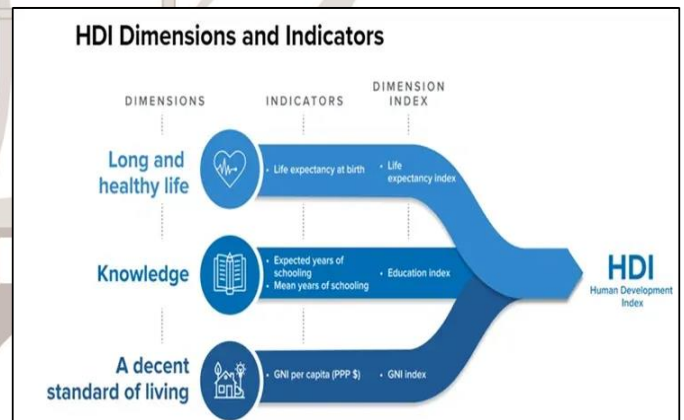 HDI Dimensions and Indicators
DIMENSIONS
INDICATORS
DIMENSION
INDEX
Long and
healthy life
• Life expectancy at birth
• Life
expectancy index
Knowledge
• Expected years of
schooling
• Mean years of schooling
• Education index
A decent
standard of living
• GNI per capita (PPP $)
• GNI index
HDI
Human Development
Index